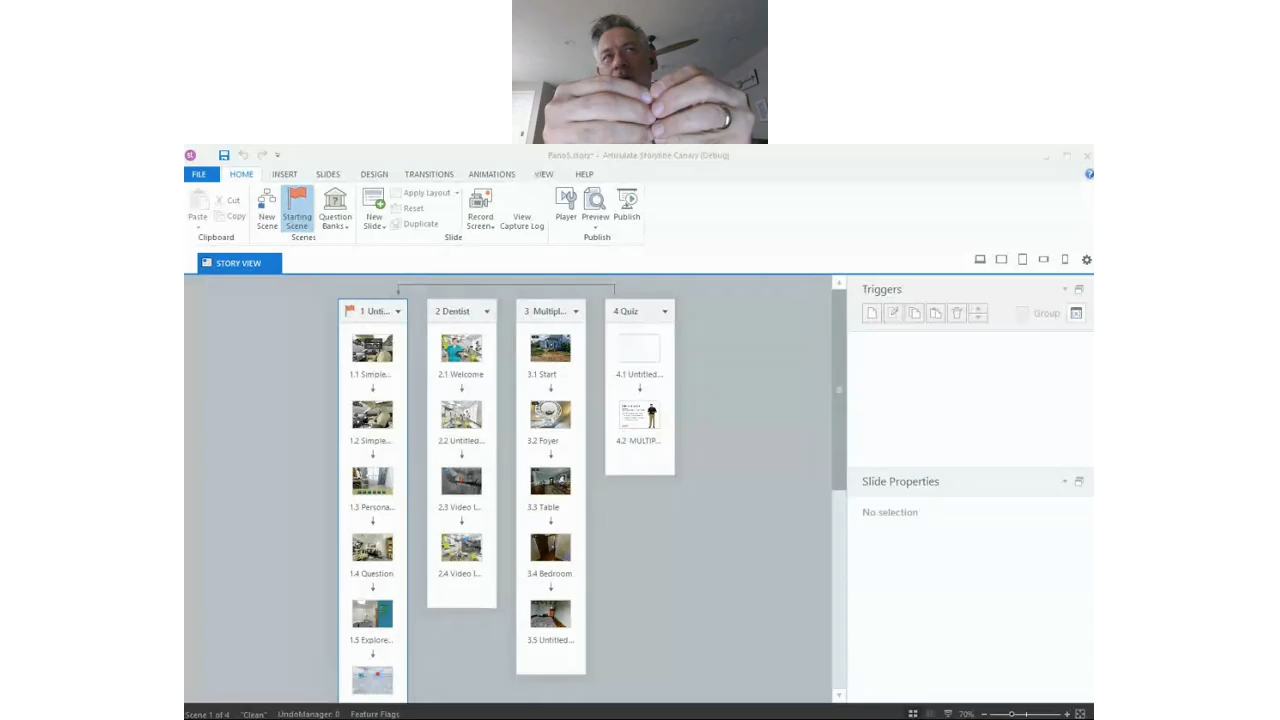 st
Pano5.story* - Articulate Storyline Canary (Debug)
FILE HOME INSERT SLIDES DESIGN TRANSITIONS ANIMATIONS VIEW HELP
Paste Cut Copy
Clipboard
New Scene Starting Scene Question Banks
Scenes
New Slide Apply Layout Reset Duplicate Record Screen View Capture Log
Slide
Player Preview Publish
Publish
STORY VIEW
1 Unti... 2 Dentist 3 Multipl... 4 Quiz
1.1 Simple... 2.1 Welcome 3.1 Start 4.1 Untitled...
1.2 Simple... 2.2 Untitled... 3.2 Foyer 4.2 MULTIP...
1.3 Persona... 2.3 Video I... 3.3 Table
1.4 Question 2.4 Video I... 3.4 Bedroom
1.5 Explore... 3.5 Untitled...
Triggers
Group
Slide Properties
No selection
Scene 1 of 4 "Clean" UndoManager: 0 Feature Flags 70%